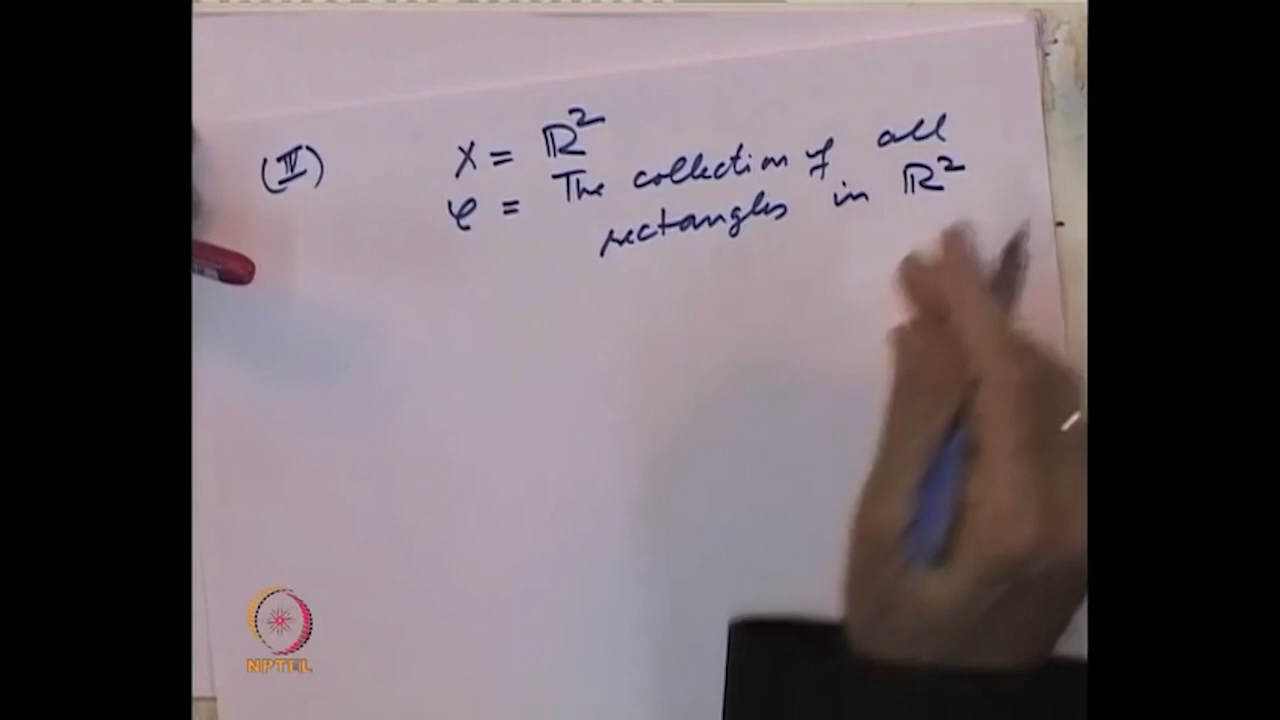 (II) X = ℝ²
𝒞 = The collection of all
rectangles in ℝ²
NPTEL